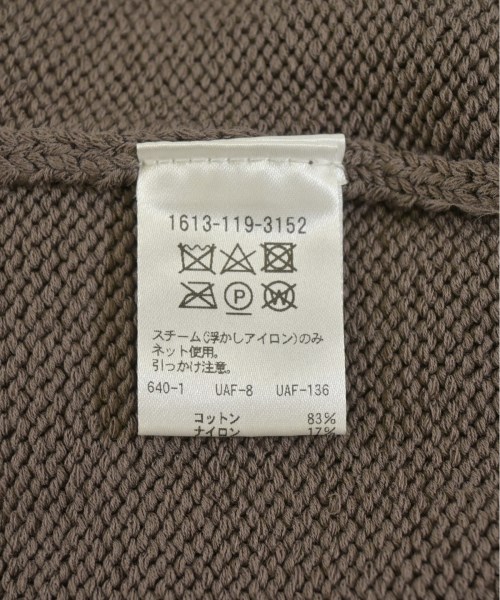 1613-119-3152
P
W
スチーム(浮かしアイロン)のみ
ネット使用。
引っかけ注意。
640-1 UAF-8 UAF-136
コットン 83%
ナイロン 17%